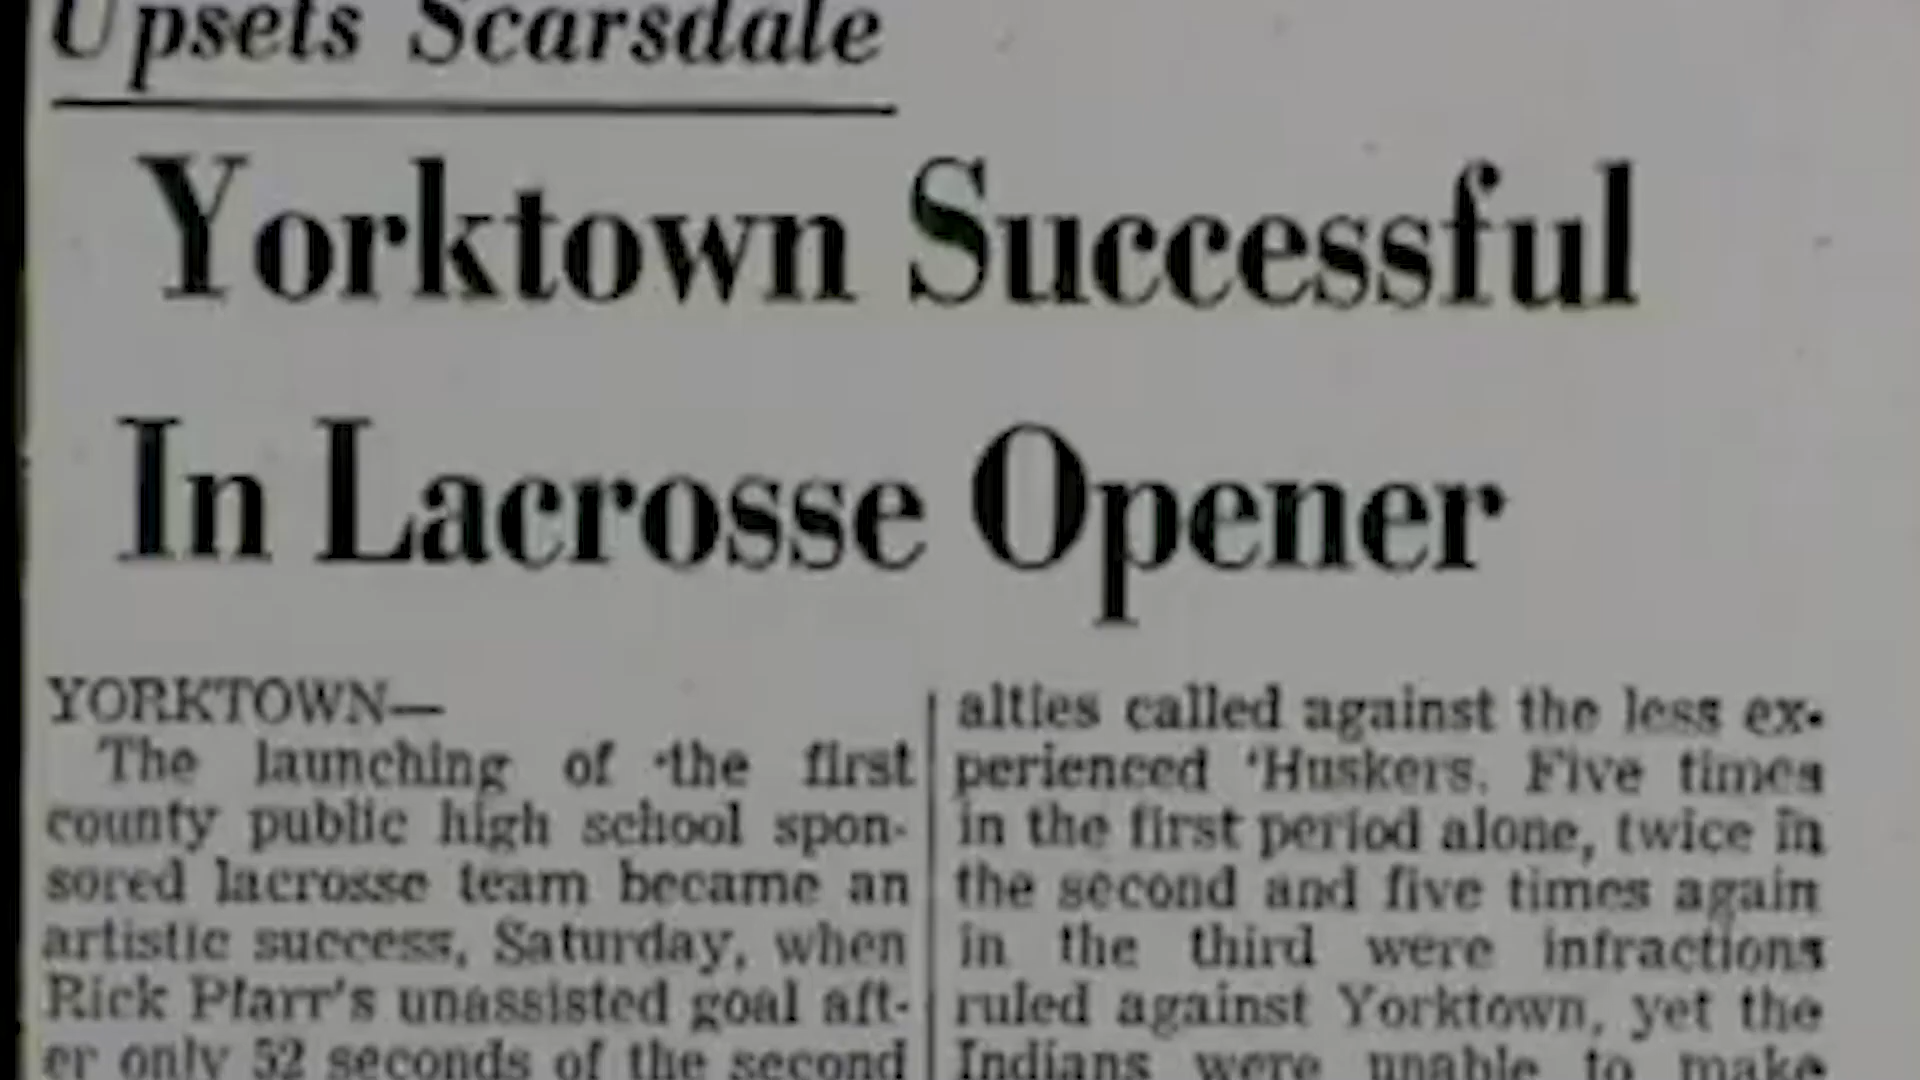 Upsets Scarsdale
Yorktown Successful
In Lacrosse Opener
YORKTOWN—
The launching of the first
county public high school spon-
sored lacrosse team became an
artistic success, Saturday, when
Rick Pfarr's unassisted goal aft-
er only 52 seconds of the second
alties called against the less ex-
perienced 'Huskers. Five times
in the first period alone, twice in
the second and five times again
in the third were infractions
ruled against Yorktown, yet the
Indians were unable to make